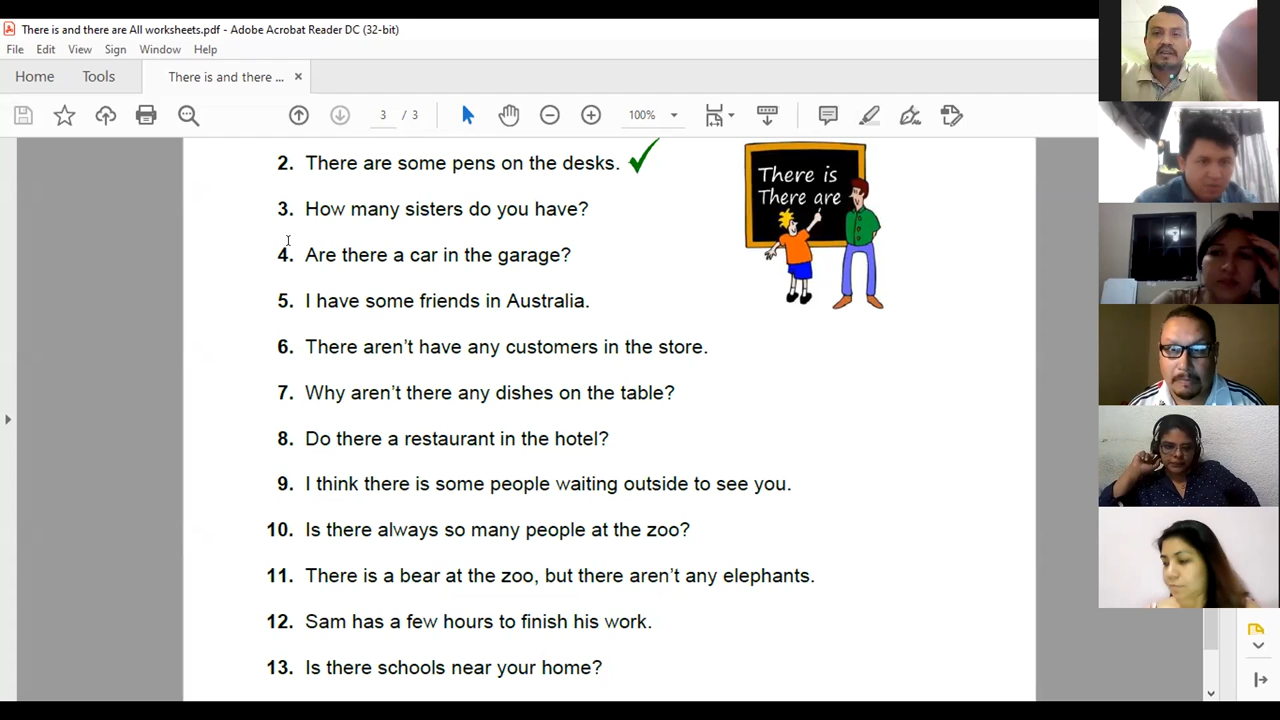 There is and there are All worksheets.pdf - Adobe Acrobat Reader DC (32-bit)
File Edit View Sign Window Help
Home Tools There is and there ... ×
3 / 3 100%
2. There are some pens on the desks.
There is
There are
3. How many sisters do you have?
4. Are there a car in the garage?
5. I have some friends in Australia.
6. There aren't have any customers in the store.
7. Why aren't there any dishes on the table?
8. Do there a restaurant in the hotel?
9. I think there is some people waiting outside to see you.
10. Is there always so many people at the zoo?
11. There is a bear at the zoo, but there aren't any elephants.
12. Sam has a few hours to finish his work.
13. Is there schools near your home?